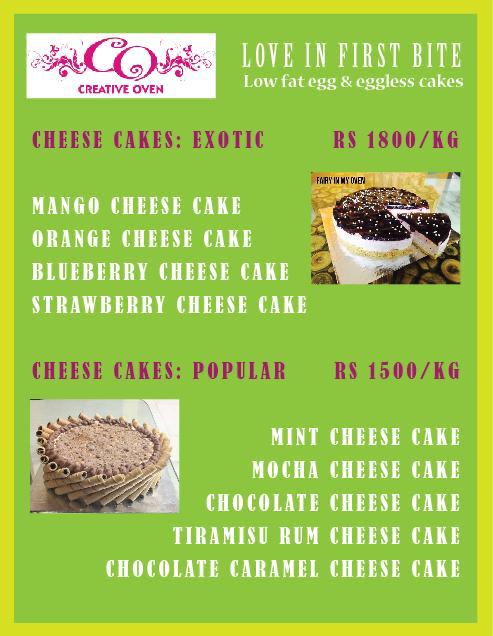 CO
CREATIVE OVEN
LOVE IN FIRST BITE
Low fat egg & eggless cakes
CHEESE CAKES: EXOTIC RS 1800/KG
FAIRY IN MY OVEN
MANGO CHEESE CAKE
ORANGE CHEESE CAKE
BLUEBERRY CHEESE CAKE
STRAWBERRY CHEESE CAKE
CHEESE CAKES: POPULAR RS 1500/KG
MINT CHEESE CAKE
MOCHA CHEESE CAKE
CHOCOLATE CHEESE CAKE
TIRAMISU RUM CHEESE CAKE
CHOCOLATE CARAMEL CHEESE CAKE